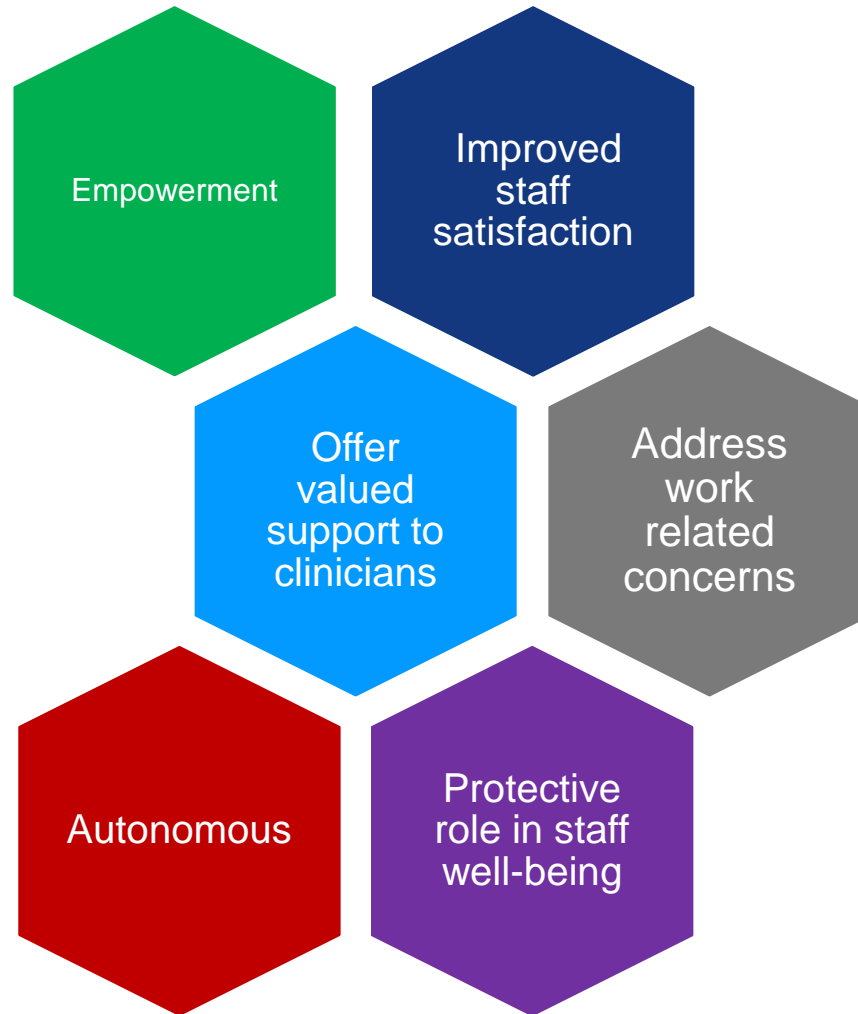 Empowerment
Improved
staff
satisfaction
Offer
valued
support to
clinicians
Address
work
related
concerns
Autonomous
Protective
role in staff
well-being